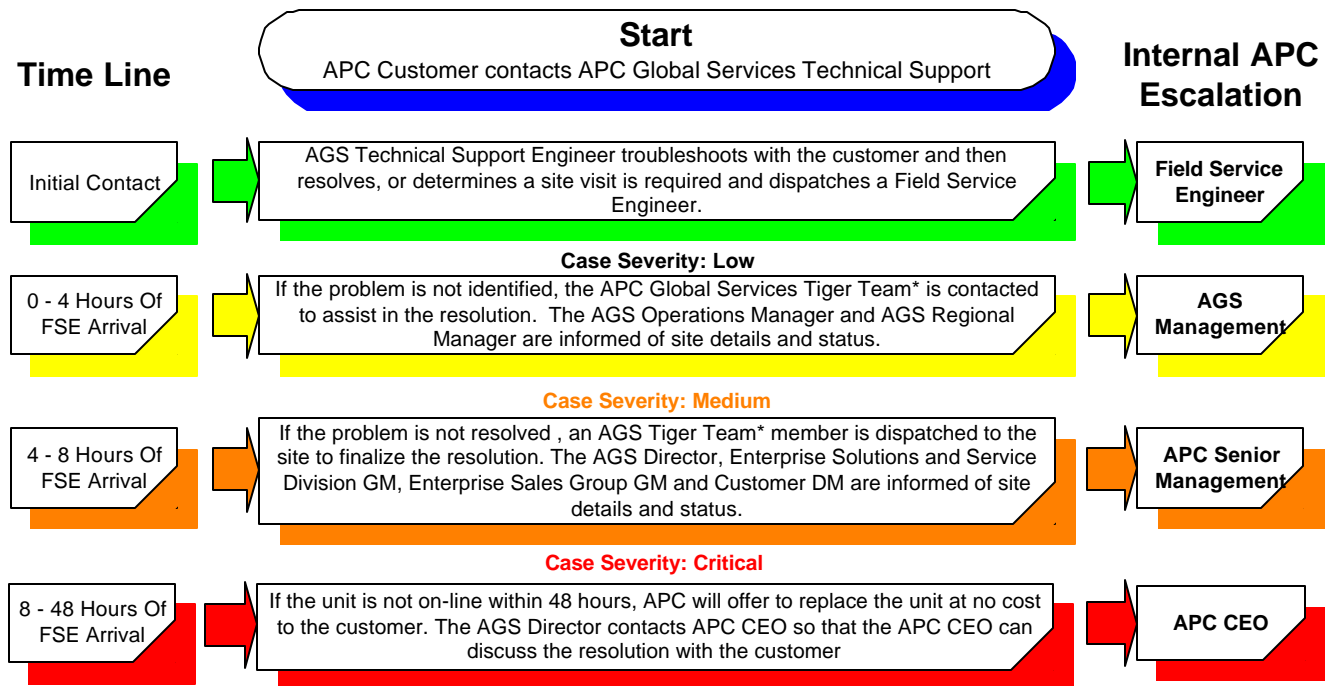 Start
APC Customer contacts APC Global Services Technical Support
Time Line
Internal APC
Escalation
Initial Contact
AGS Technical Support Engineer troubleshoots with the customer and then
resolves, or determines a site visit is required and dispatches a Field Service
Engineer.
Field Service
Engineer
Case Severity: Low
0 - 4 Hours Of
FSE Arrival
If the problem is not identified, the APC Global Services Tiger Team* is contacted
to assist in the resolution. The AGS Operations Manager and AGS Regional
Manager are informed of site details and status.
AGS
Management
Case Severity: Medium
4 - 8 Hours Of
FSE Arrival
If the problem is not resolved , an AGS Tiger Team* member is dispatched to the
site to finalize the resolution. The AGS Director, Enterprise Solutions and Service
Division GM, Enterprise Sales Group GM and Customer DM are informed of site
details and status.
APC Senior
Management
Case Severity: Critical
8 - 48 Hours Of
FSE Arrival
If the unit is not on-line within 48 hours, APC will offer to replace the unit at no cost
to the customer. The AGS Director contacts APC CEO so that the APC CEO can
discuss the resolution with the customer
APC CEO